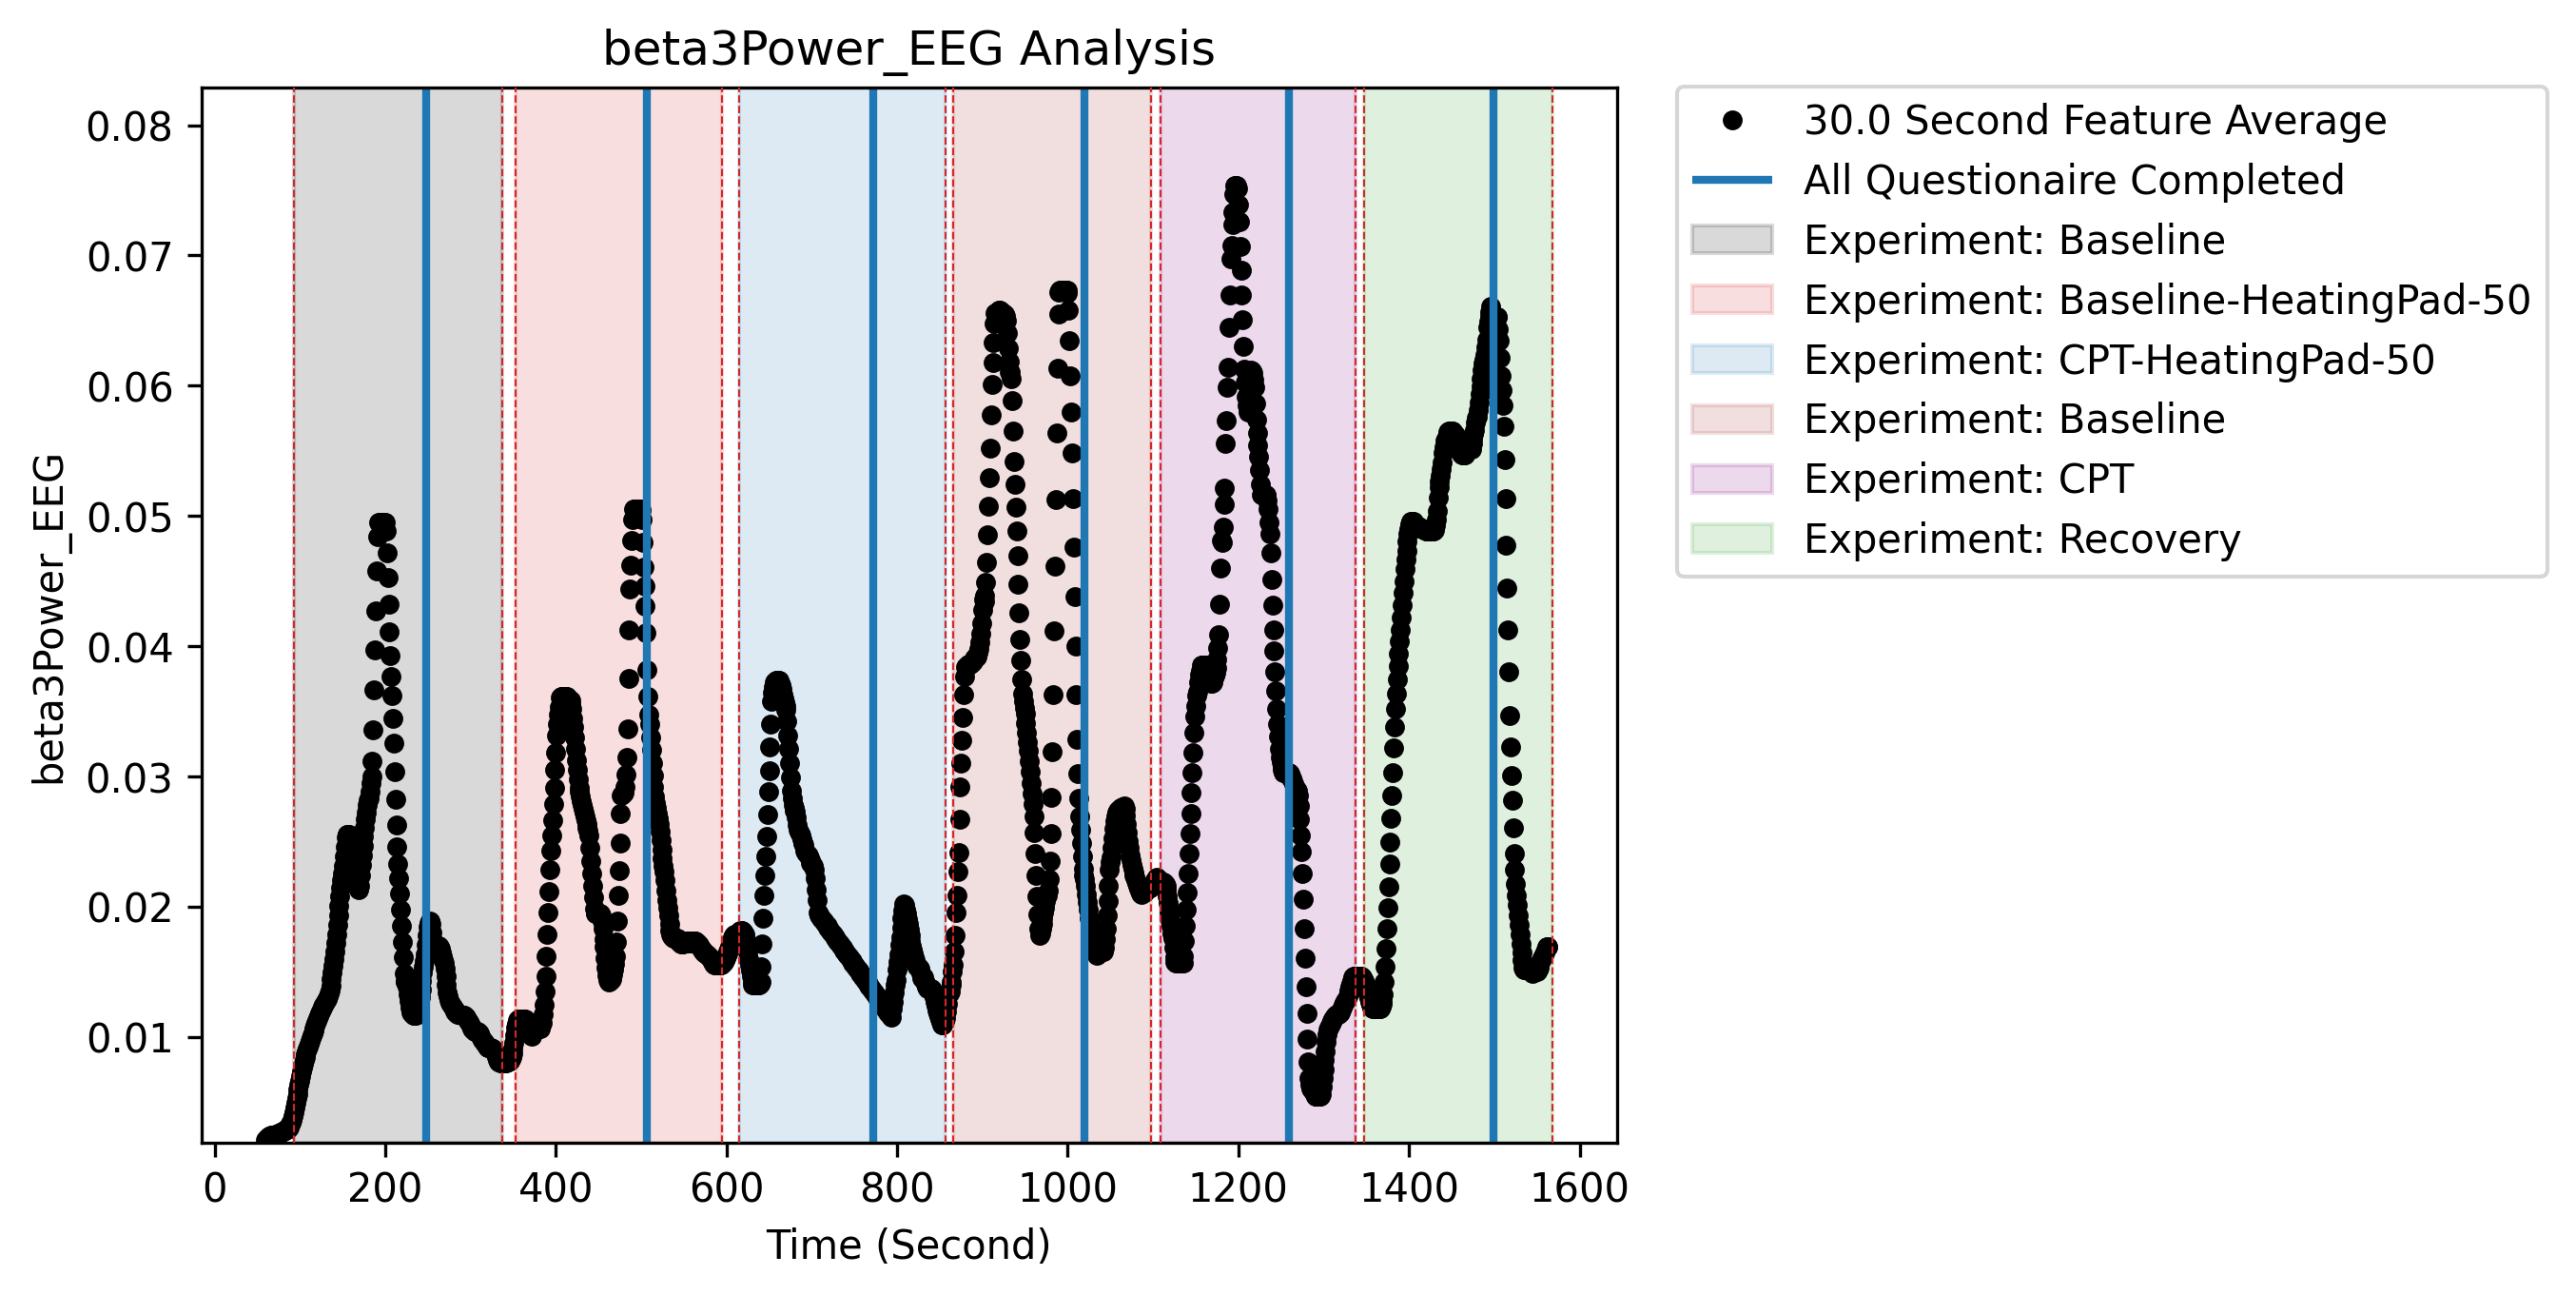 beta3Power_EEG Analysis
0.08
0.07
0.06
0.05
0.04
0.03
0.02
0.01
beta3Power_EEG
0 200 400 600 800 1000 1200 1400 1600
Time (Second)
30.0 Second Feature Average
All Questionaire Completed
Experiment: Baseline
Experiment: Baseline-HeatingPad-50
Experiment: CPT-HeatingPad-50
Experiment: Baseline
Experiment: CPT
Experiment: Recovery